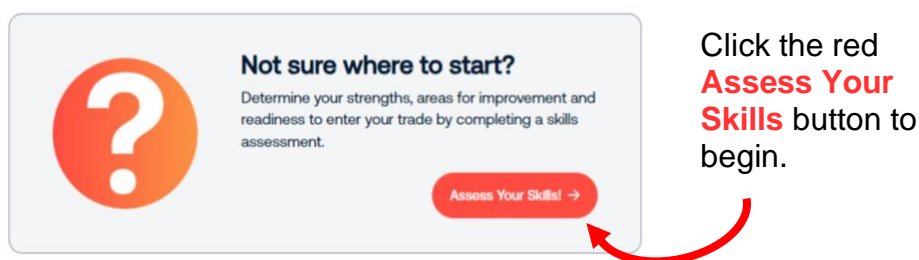 Not sure where to start?
Determine your strengths, areas for improvement and
readiness to enter your trade by completing a skills
assessment.
Assess Your Skills! →
Click the red
Assess Your
Skills button to
begin.
?